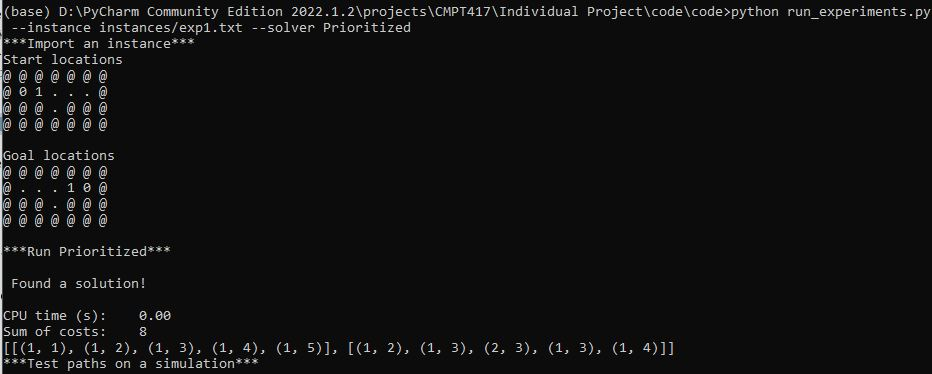 (base) D:\PyCharm Community Edition 2022.1.2\projects\CMPT417\Individual Project\code\code>python run_experiments.py
--instance instances/exp1.txt --solver Prioritized
***Import an instance***
Start locations
@ @ @ @ @ @ @
@ 0 1 . . . @
@ @ @ . @ @ @
@ @ @ @ @ @ @
Goal locations
@ @ @ @ @ @ @
@ . . . 1 0 @
@ @ @ . @ @ @
@ @ @ @ @ @ @
***Run Prioritized***
Found a solution!
CPU time (s):    0.00
Sum of costs:    8
[[(1, 1), (1, 2), (1, 3), (1, 4), (1, 5)], [(1, 2), (1, 3), (2, 3), (1, 3), (1, 4)]]
***Test paths on a simulation***